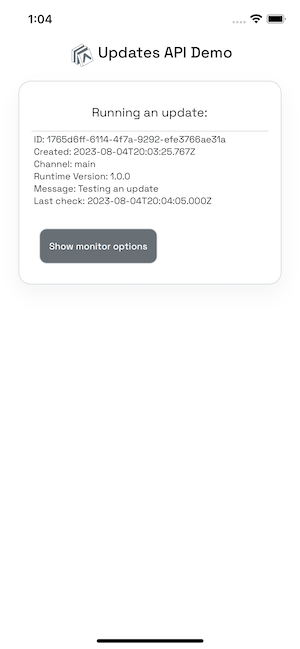 1:04
Updates API Demo
Running an update:
ID: 1765d6ff-6114-4f7a-9292-efe3766ae31a
Created: 2023-08-04T20:03:25.767Z
Channel: main
Runtime Version: 1.0.0
Message: Testing an update
Last check: 2023-08-04T20:04:05.000Z
Show monitor options